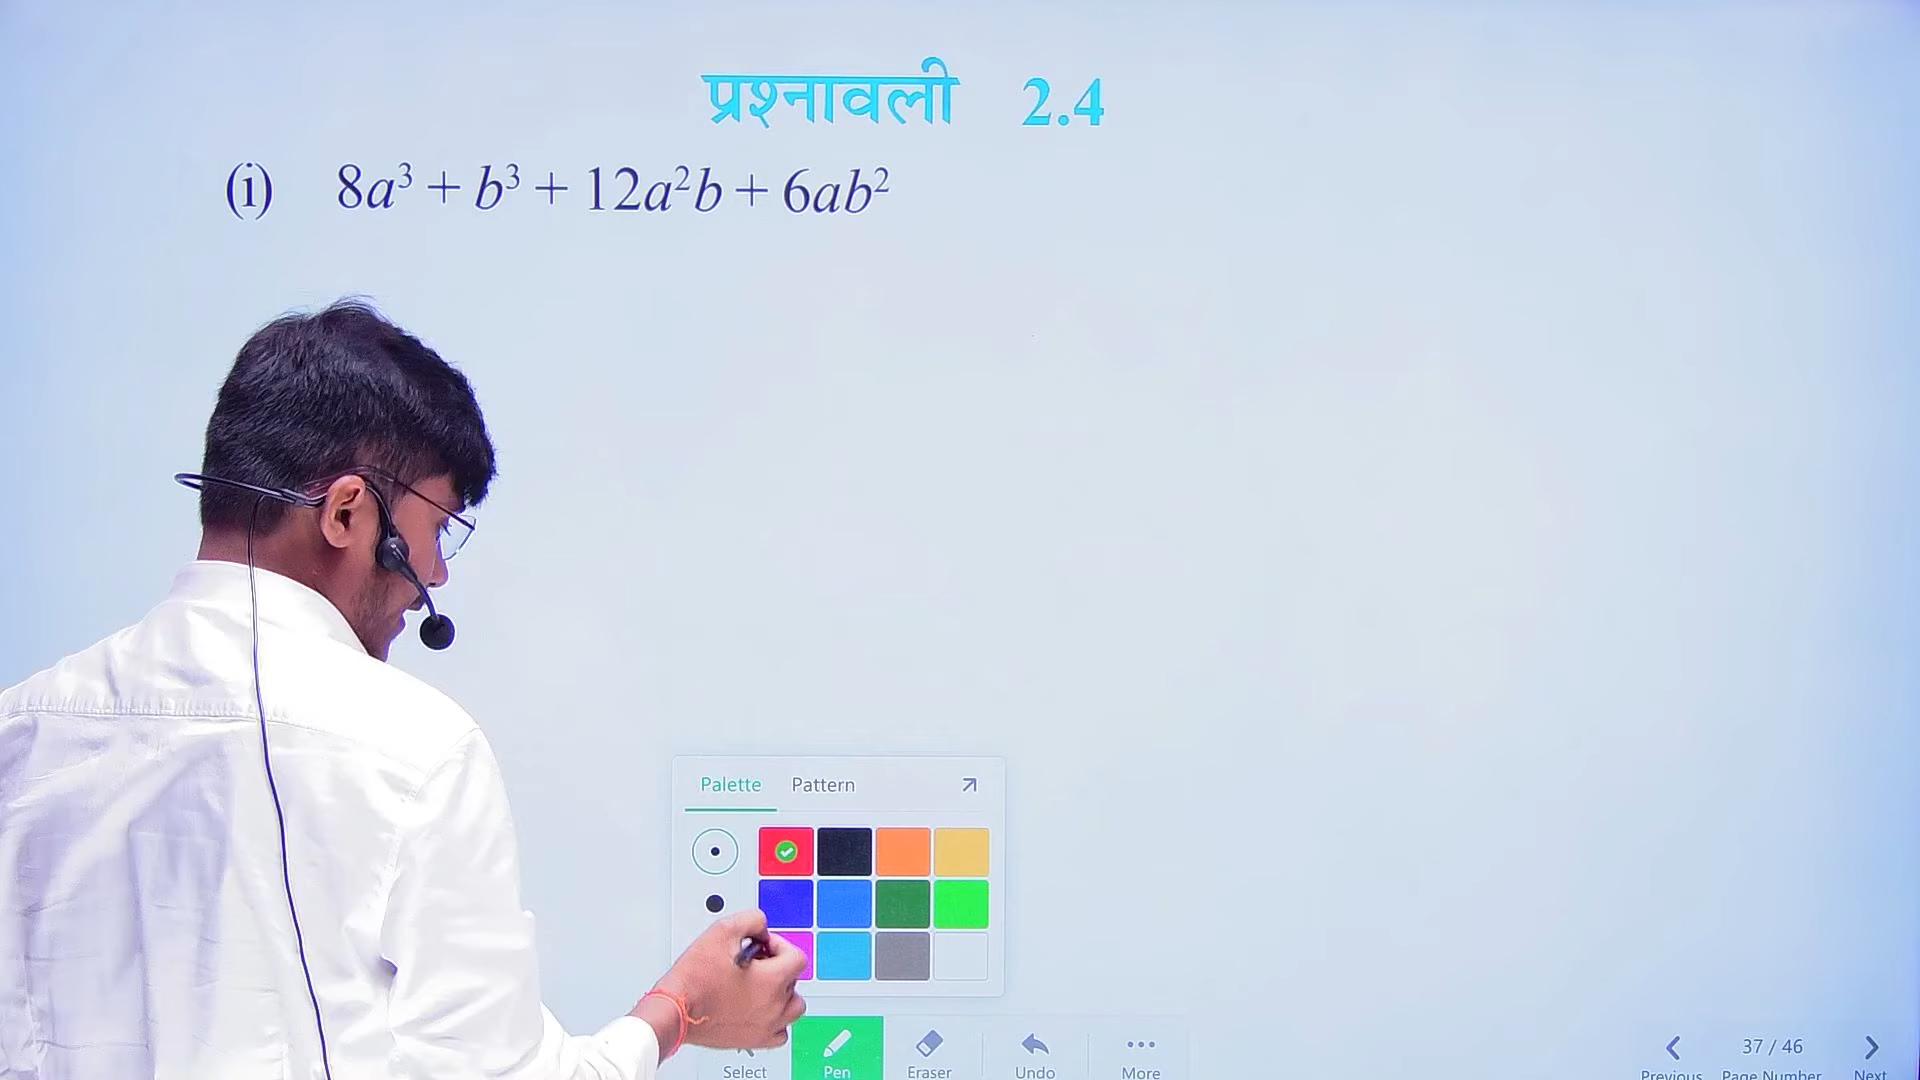 प्रश्नावली 2.4
(i) 8a³ + b³ + 12a²b + 6ab²
Palette Pattern
Select Pen Eraser Undo More
37 / 46
Previous Page Number Next